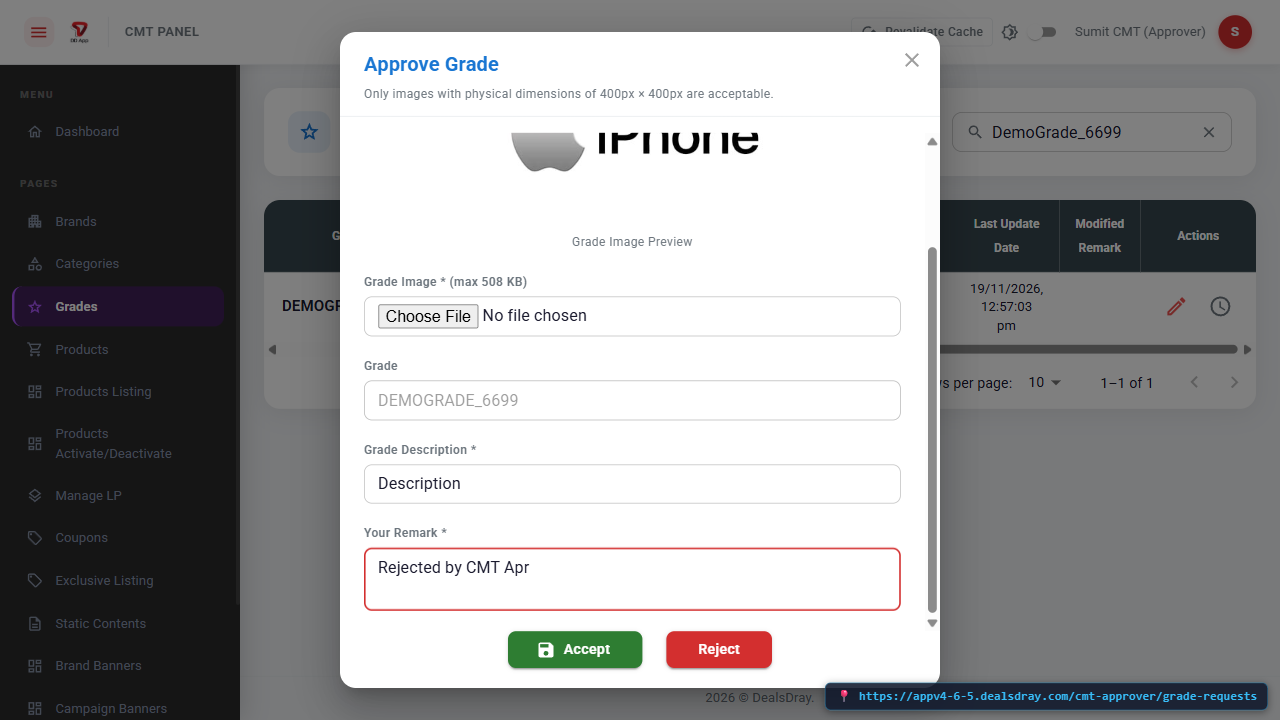 CMT PANEL
Revalidate Cache
Sumit CMT (Approver)
S
MENU
Dashboard
PAGES
Brands
Categories
Grades
Products
Products Listing
Products
Activate/Deactivate
Manage LP
Coupons
Exclusive Listing
Static Contents
Brand Banners
Campaign Banners
DemoGrade_6699
Last Update
Date
Modified
Remark
Actions
19/11/2026,
12:57:03
pm
10
1–1 of 1
Approve Grade
Only images with physical dimensions of 400px × 400px are acceptable.
iPhone
Grade Image Preview
Grade Image * (max 508 KB)
Choose File No file chosen
Grade
DEMOGRADE_6699
Grade Description *
Description
Your Remark *
Rejected by CMT Apr
Accept
Reject
2026 © DealsDray.
https://appv4-6-5.dealsdray.com/cmt-approver/grade-requests